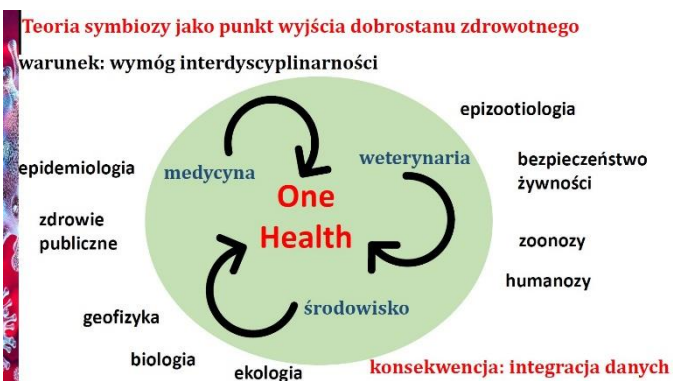 Teoria symbiozy jako punkt wyjścia dobrostanu zdrowotnego
warunek: wymóg interdyscyplinarności
epizootiologia
medycyna
weterynaria
epidemiologia
bezpieczeństwo
żywności
One
Health
zdrowie
publiczne
zoonozy
humanozy
środowisko
geofizyka
biologia
ekologia
konsekwencja: integracja danych